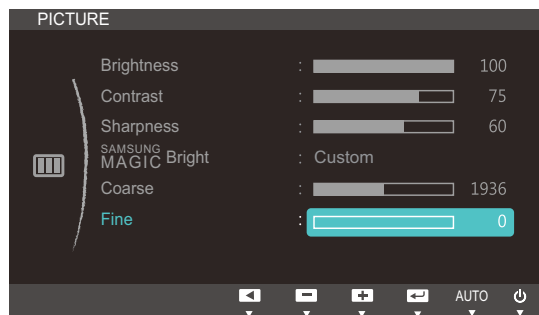 PICTURE
Brightness : 100
Contrast : 75
Sharpness : 60
SAMSUNG
MAGIC Bright : Custom
Coarse : 1936
Fine : 0
AUTO